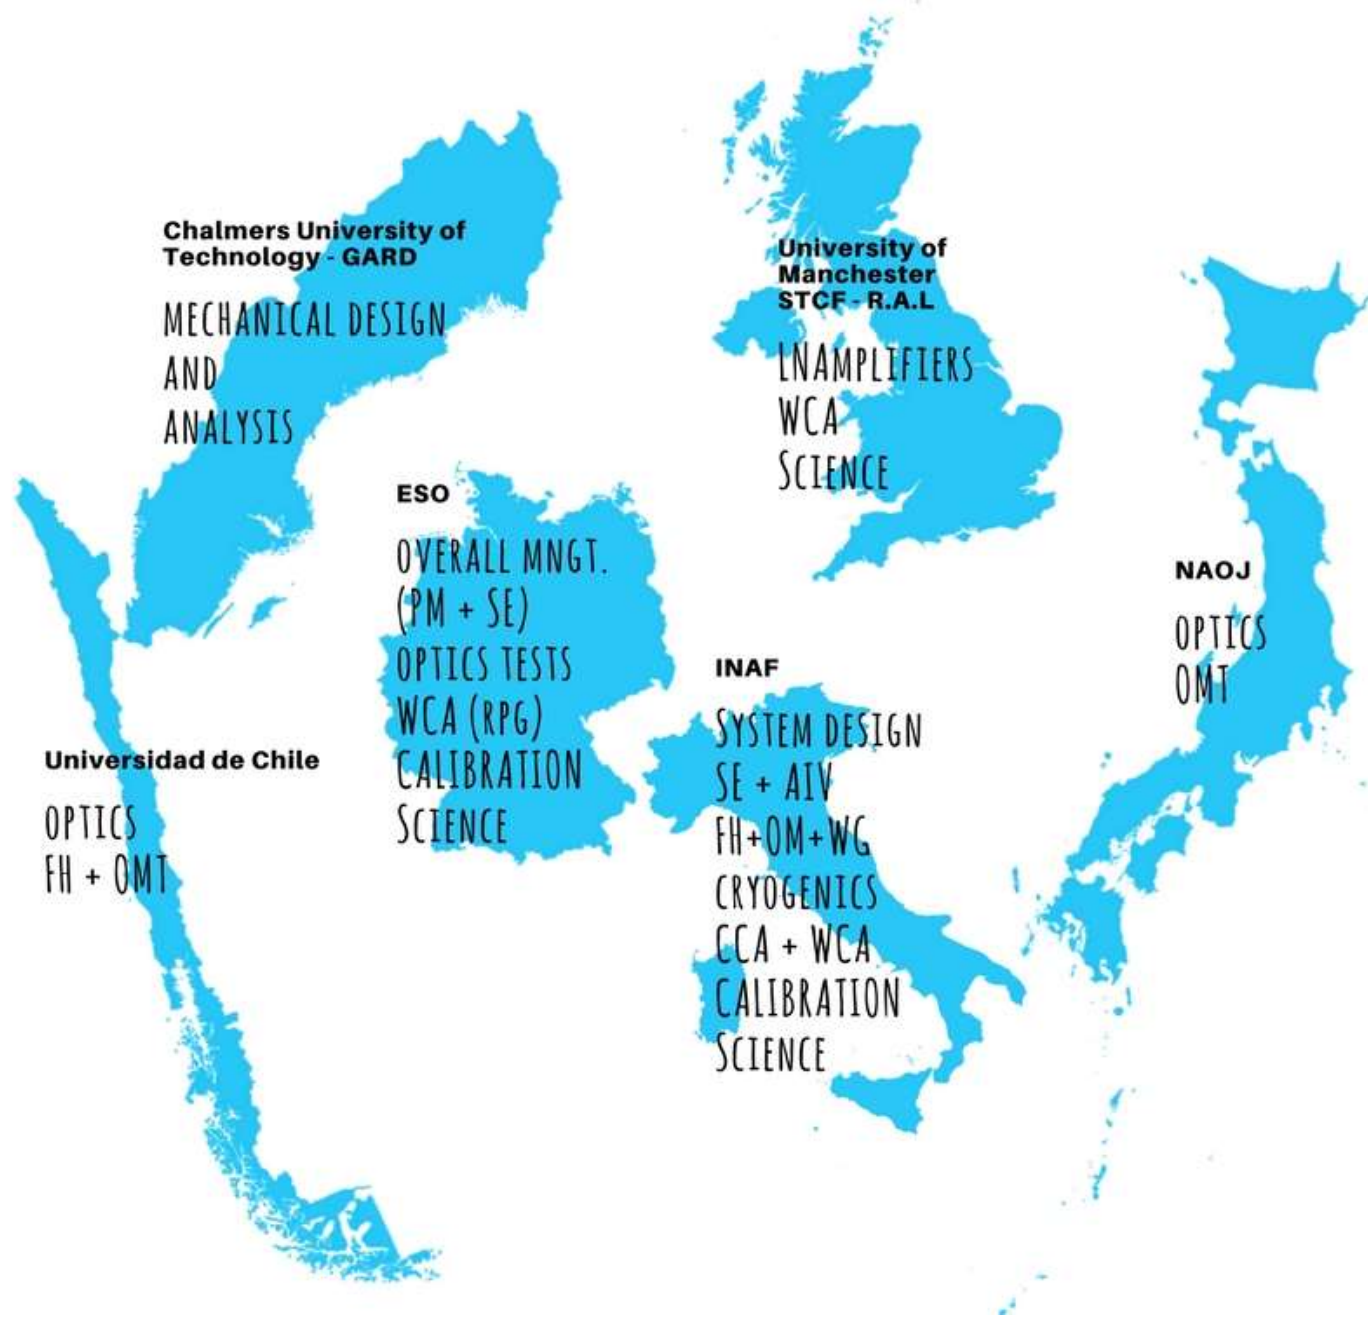 Chalmers University of
Technology - GARD
MECHANICAL DESIGN
AND
ANALYSIS
University of
Manchester
STCF - R.A.L
LNAMPLIFIERS
WCA
SCIENCE
ESO
OVERALL MNGT.
(PM + SE)
OPTICS TESTS
WCA (RPG)
CALIBRATION
SCIENCE
NAOJ
OPTICS
OMT
INAF
SYSTEM DESIGN
SE + AIV
FH+OM+WG
CRYOGENICS
CCA + WCA
CALIBRATION
SCIENCE
Universidad de Chile
OPTICS
FH + OMT